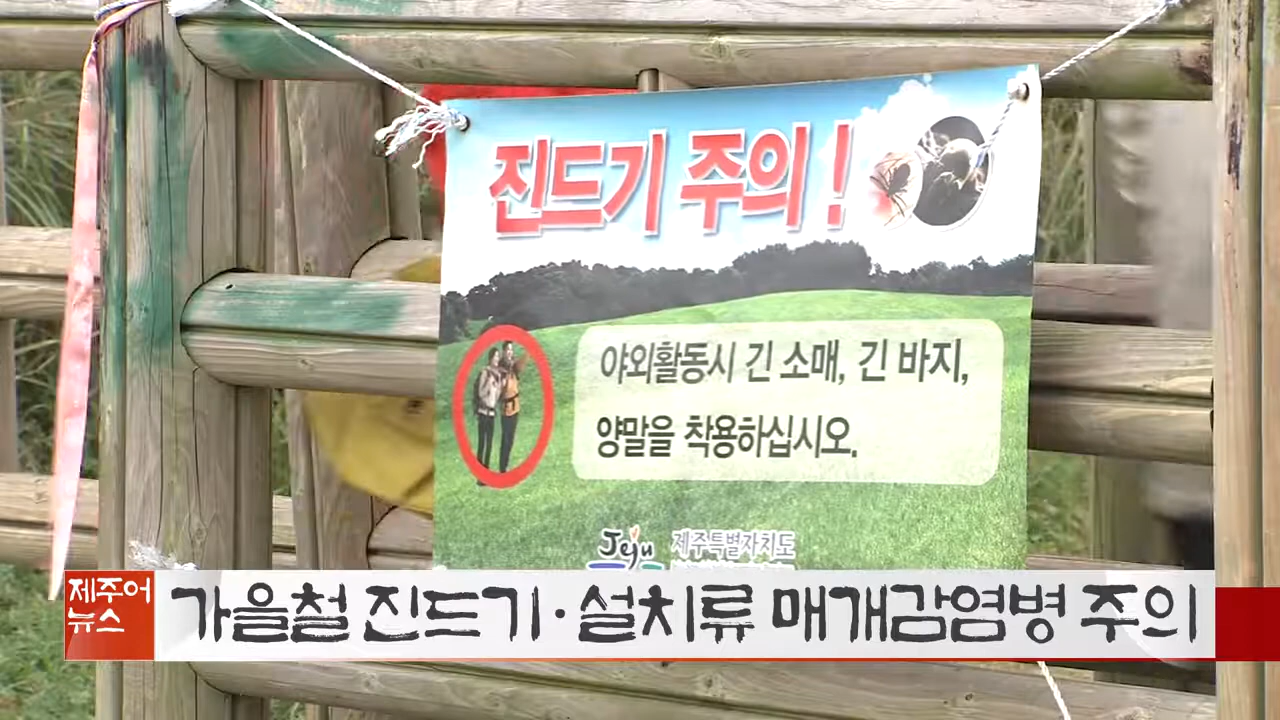 진드기 주의!
야외활동시 긴 소매, 긴 바지,
양말을 착용하십시오.
Jeju 제주특별자치도
제주어
뉴스
가을철 진드기·설치류 매개감염병 주의